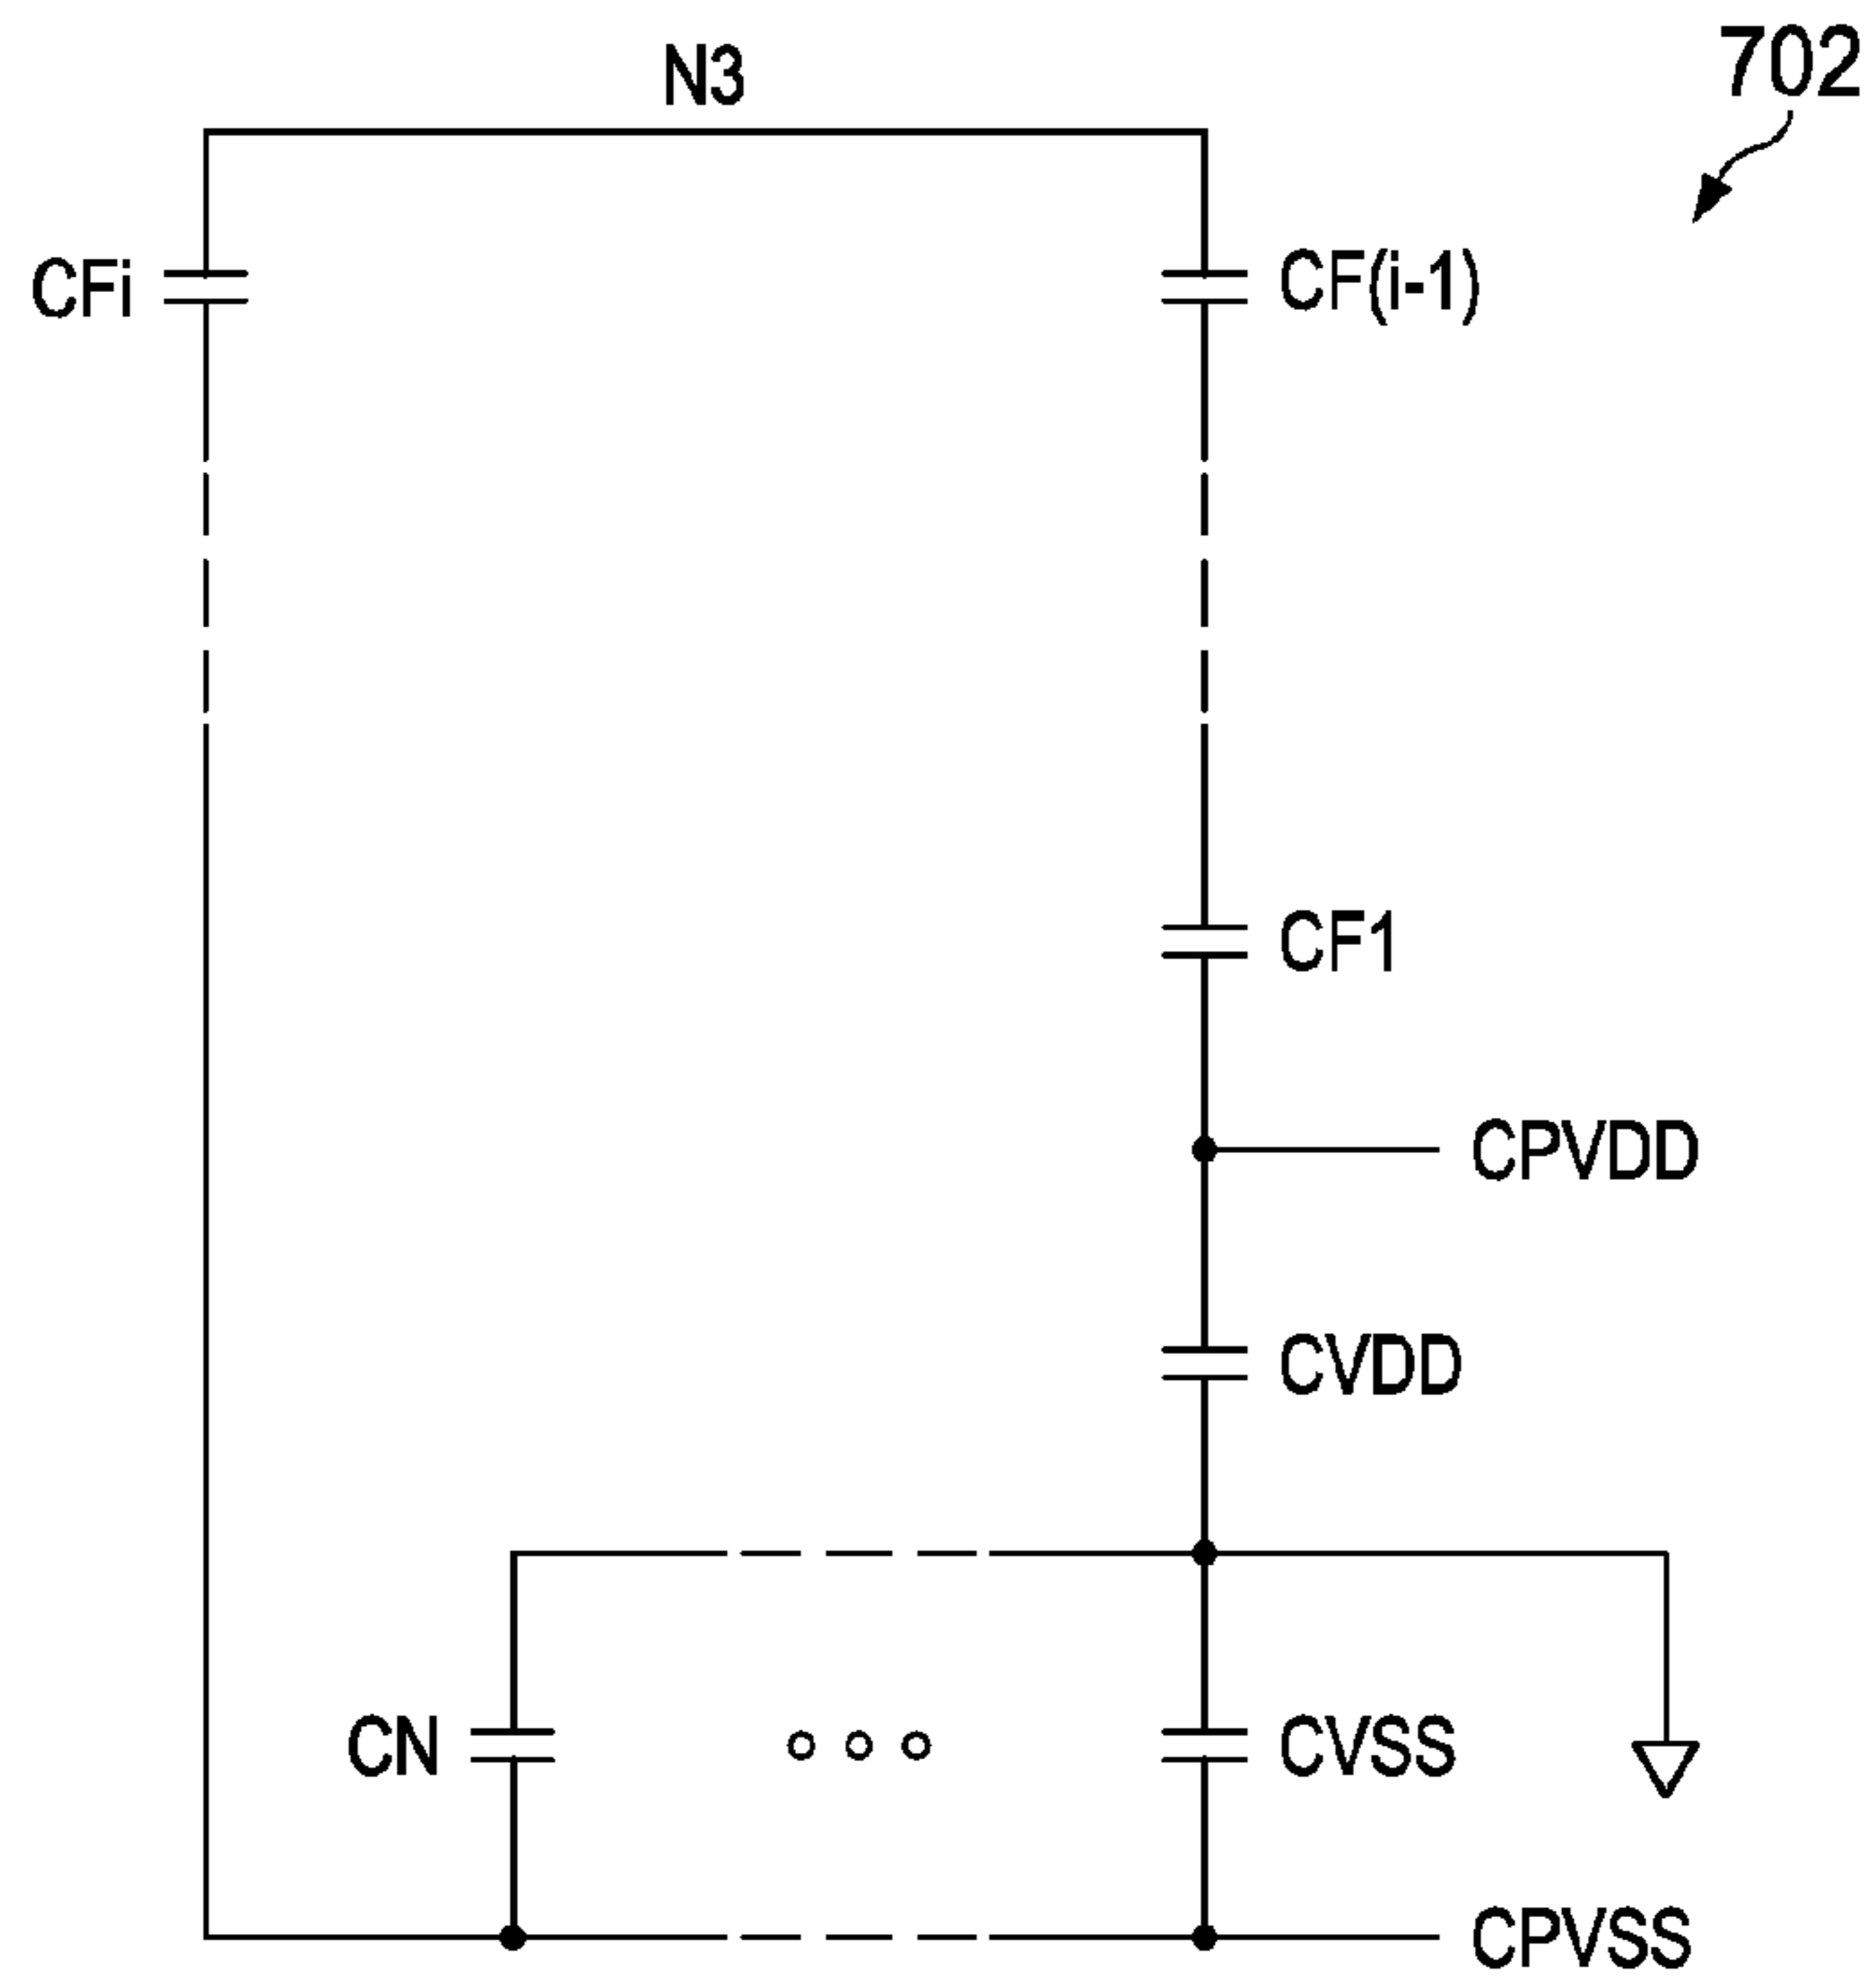 702
N3
CFi
CF(i-1)
CF1
CPVDD
CVDD
CN
CVSS
CPVSS